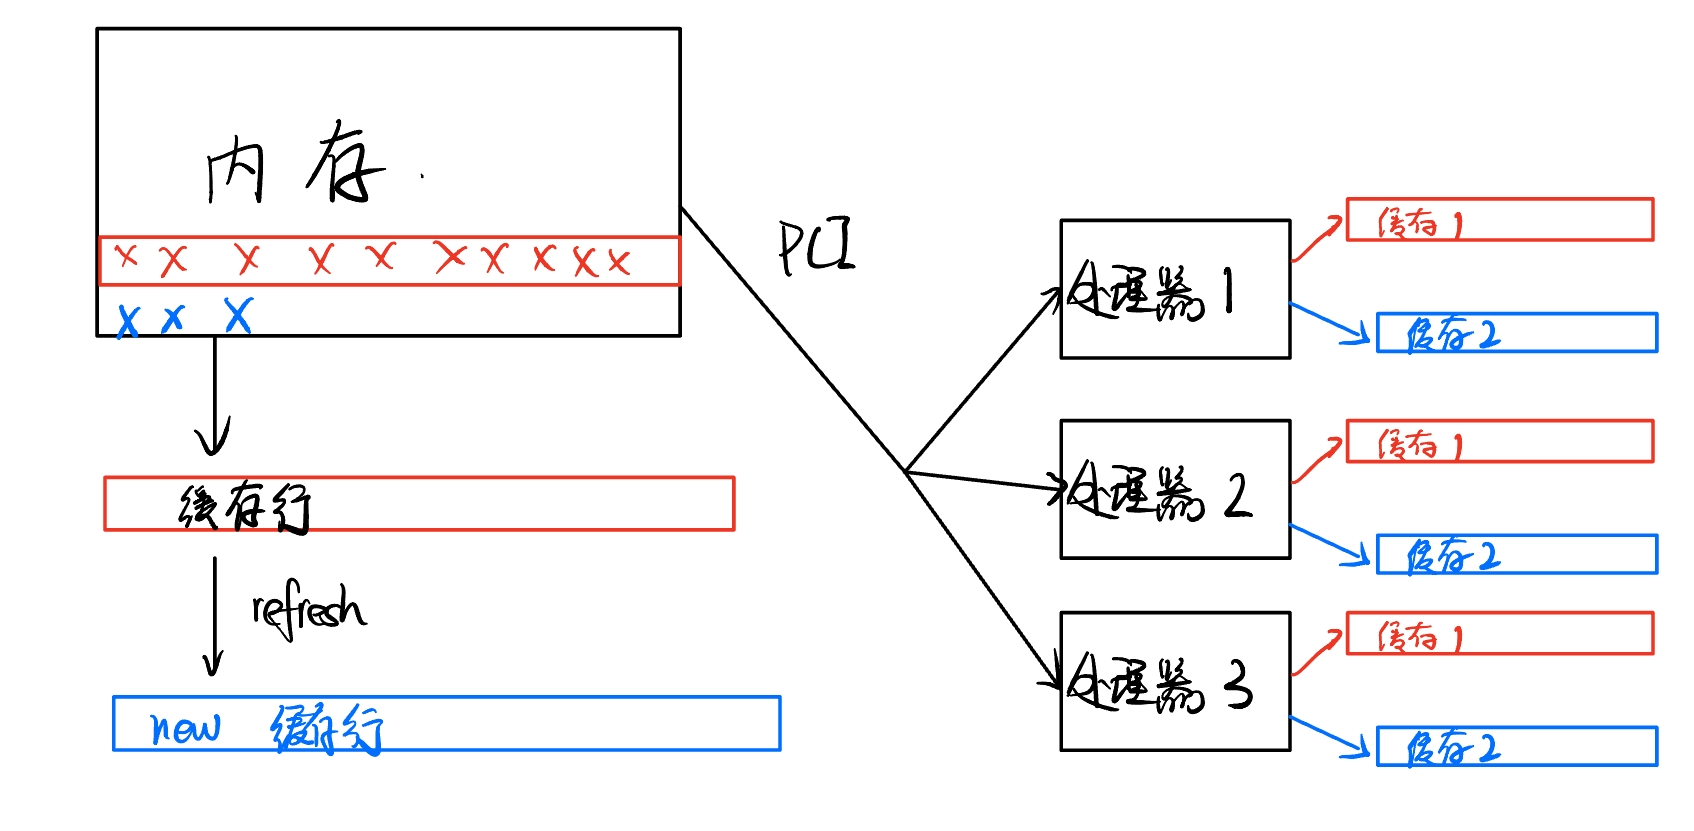 内存.
x x x x x x x x x x
x x x
缓存行
refresh
new 缓存行
PCI
处理器 1
缓存 1
缓存 2
处理器 2
缓存 1
缓存 2
处理器 3
缓存 1
缓存 2